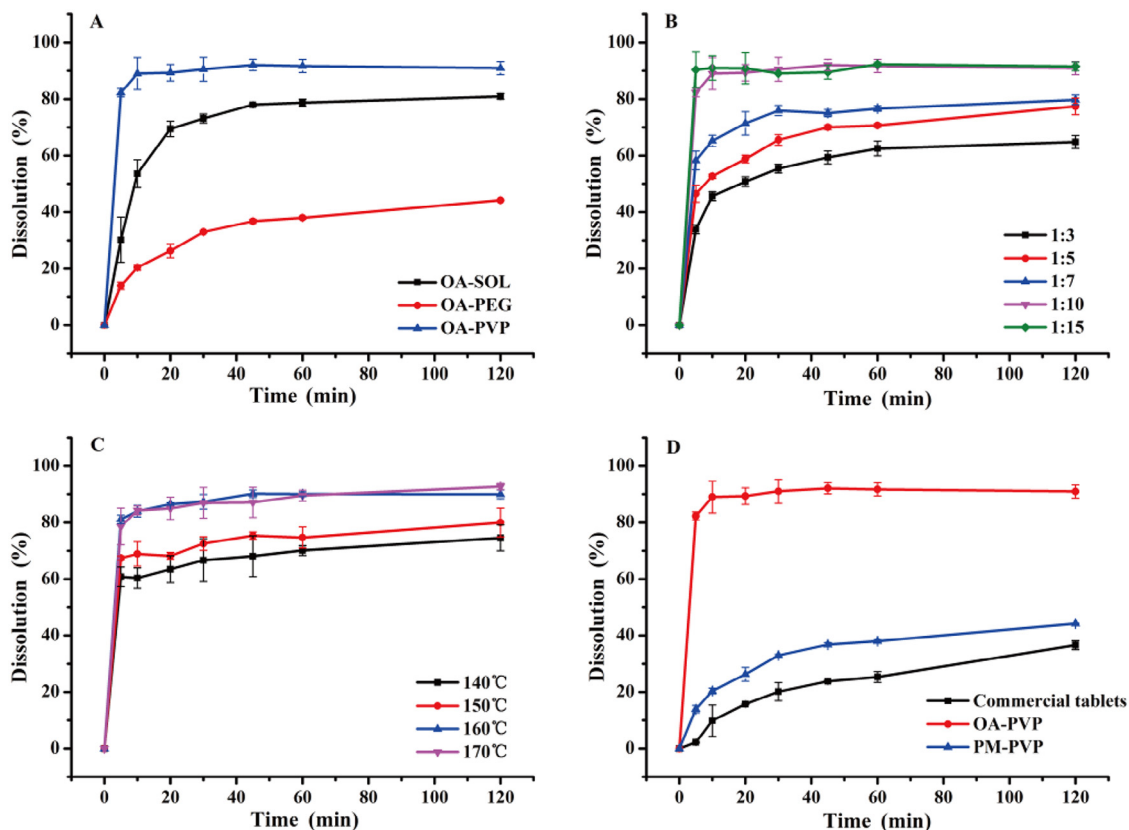 A
Dissolution (%)
100
80
60
40
20
0
OA-SOL
OA-PEG
OA-PVP
0 20 40 60 80 100 120
Time (min)
B
Dissolution (%)
100
80
60
40
20
0
1:3
1:5
1:7
1:10
1:15
0 20 40 60 80 100 120
Time (min)
C
Dissolution (%)
100
80
60
40
20
0
140℃
150℃
160℃
170℃
0 20 40 60 80 100 120
Time (min)
D
Dissolution (%)
100
80
60
40
20
0
Commercial tablets
OA-PVP
PM-PVP
0 20 40 60 80 100 120
Time (min)